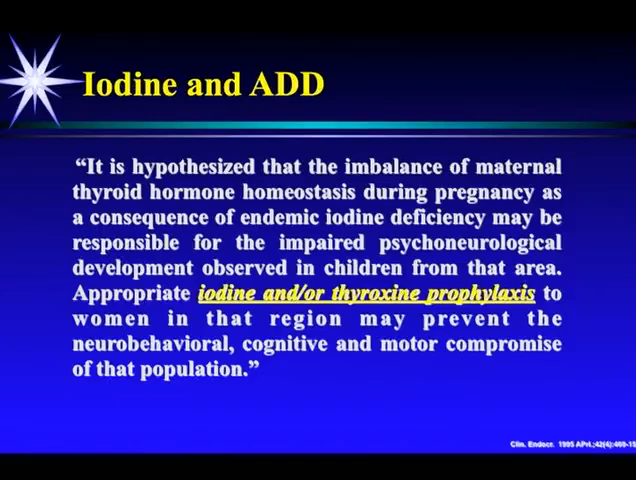 Iodine and ADD
“It is hypothesized that the imbalance of maternal
thyroid hormone homeostasis during pregnancy as
a consequence of endemic iodine deficiency may be
responsible for the impaired psychoneurological
development observed in children from that area.
Appropriate iodine and/or thyroxine prophylaxis to
women in that region may prevent the
neurobehavioral, cognitive and motor compromise
of that population.”
Clin. Endocr. 1995 APri.;42(4):409-15